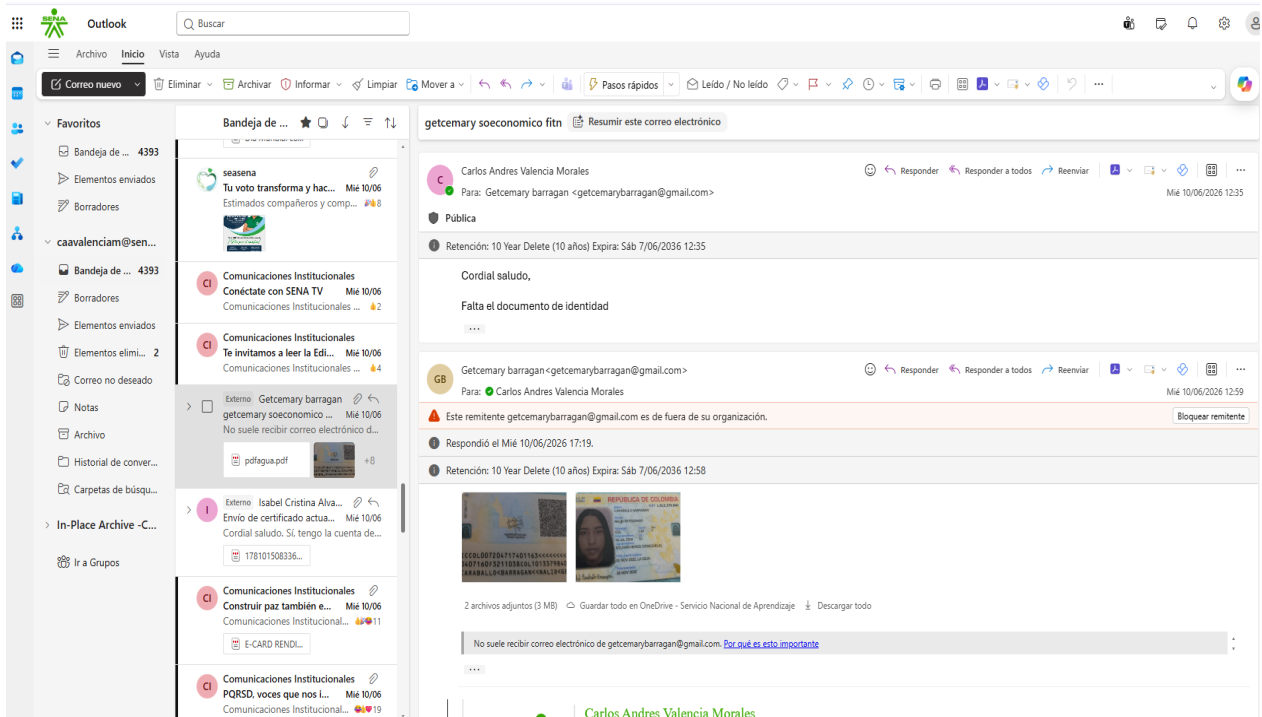 SENA
Outlook
Buscar
Archivo Inicio Vista Ayuda
Correo nuevo Eliminar Archivar Informar Limpiar Mover a Pasos rápidos Leído / No leído
Favoritos
Bandeja de ... 4393
Elementos enviados
Borradores
caavalenciam@sen...
Bandeja de ... 4393
Borradores
Elementos enviados
Elementos elimi... 2
Correo no deseado
Notas
Archivo
Historial de conver...
Carpetas de búsqu...
In-Place Archive -C...
Ir a Grupos
Bandeja de ...
seasena
Tu voto transforma y hac... Mié 10/06
Estimados compañeros y comp... 8
Comunicaciones Institucionales
CI
Conéctate con SENA TV Mié 10/06
Comunicaciones Institucionales ... 2
Comunicaciones Institucionales
CI
Te invitamos a leer la Edi... Mié 10/06
Comunicaciones Institucionales ... 4
Externo Getcemary barragan
getcemary soeconomico ... Mié 10/06
No suele recibir correo electrónico d...
pdfagua.pdf +8
Externo Isabel Cristina Alva...
I
Envío de certificado actua... Mié 10/06
Cordial saludo. Sí, tengo la cuenta de...
178101508336...
Comunicaciones Institucionales
CI
Construir paz también e... Mié 10/06
Comunicaciones Institucional... 11
E-CARD RENDI...
Comunicaciones Institucionales
CI
PQRSD, voces que nos i... Mié 10/06
Comunicaciones Institucional... 19
getcemary soeconomico fitn Resumir este correo electrónico
C
Carlos Andres Valencia Morales
Responder Responder a todos Reenviar
Para: Getcemary barragan <getcemarybarragan@gmail.com>
Mié 10/06/2026 12:35
Pública
Retención: 10 Year Delete (10 años) Expira: Sáb 7/06/2036 12:35
Cordial saludo,
Falta el documento de identidad
...
GB
Getcemary barragan<getcemarybarragan@gmail.com>
Responder Responder a todos Reenviar
Para: Carlos Andres Valencia Morales
Mié 10/06/2026 12:59
Este remitente getcemarybarragan@gmail.com es de fuera de su organización.
Bloquear remitente
Respondió el Mié 10/06/2026 17:19.
Retención: 10 Year Delete (10 años) Expira: Sáb 7/06/2036 12:58
REPUBLICA DE COLOMBIA
2 archivos adjuntos (3 MB) Guardar todo en OneDrive - Servicio Nacional de Aprendizaje Descargar todo
No suele recibir correo electrónico de getcemarybarragan@gmail.com. Por qué es esto importante
...
Carlos Andres Valencia Morales